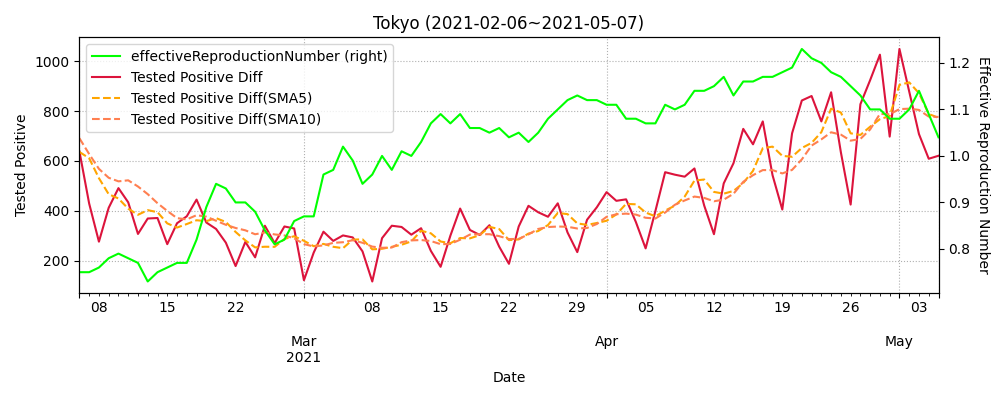 Tokyo (2021-02-06~2021-05-07)
effectiveReproductionNumber (right)
Tested Positive Diff
Tested Positive Diff(SMA5)
Tested Positive Diff(SMA10)
Tested Positive
1000
800
600
400
200
Effective Reproduction Number
1.2
1.1
1.0
0.9
0.8
08 15 22 08 15 22 29 05 12 19 26 03
Mar Apr May
2021
Date